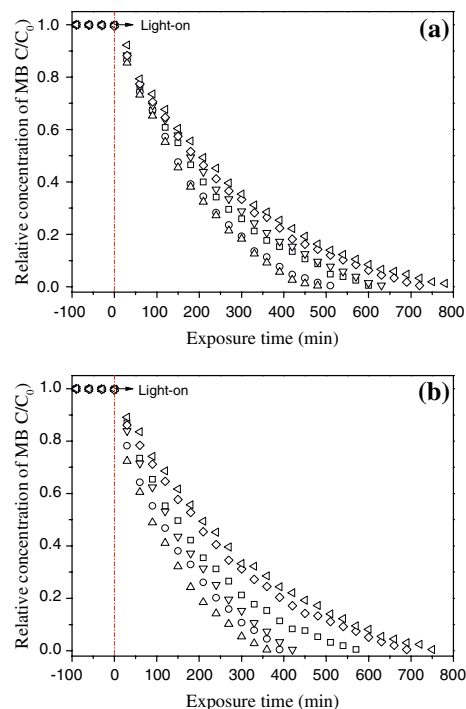 (a)
Light-on
Relative concentration of MB C/C₀
1.0
0.8
0.6
0.4
0.2
0.0
-100 0 100 200 300 400 500 600 700 800
Exposure time (min)
(b)
Light-on
Relative concentration of MB C/C₀
1.0
0.8
0.6
0.4
0.2
0.0
-100 0 100 200 300 400 500 600 700 800
Exposure time (min)